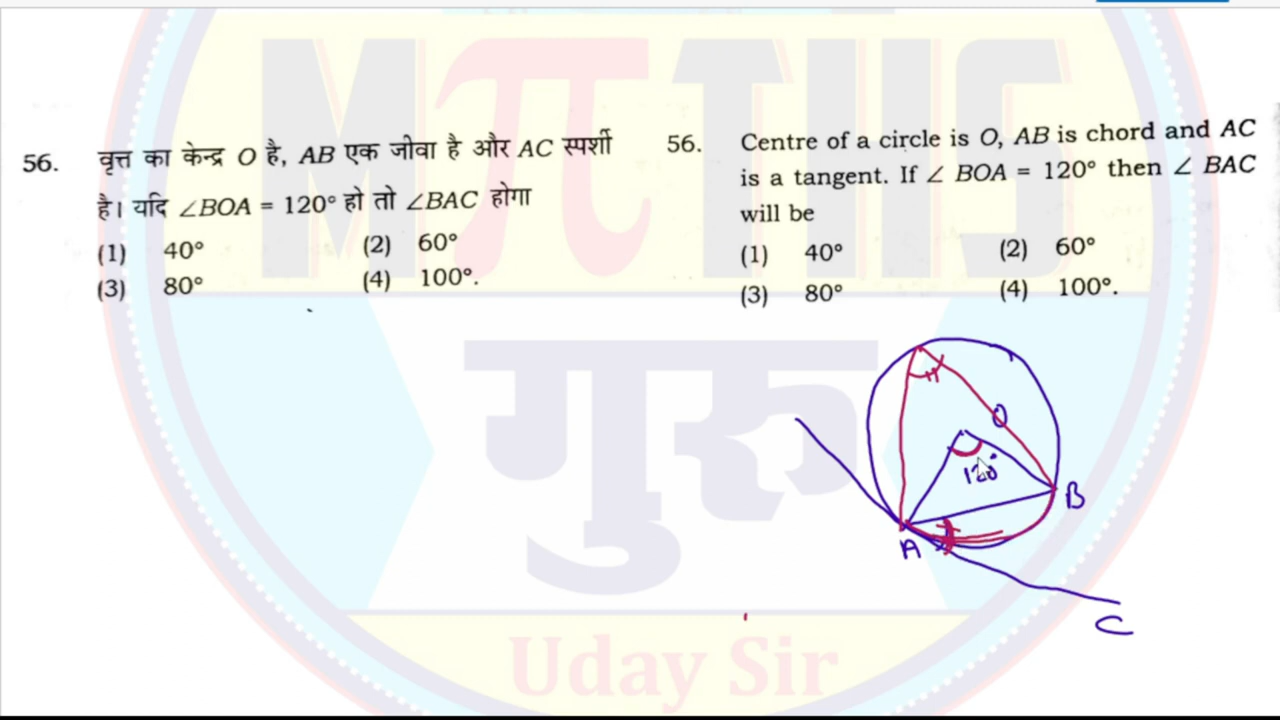 MπTHS
56. वृत्त का केन्द्र O है, AB एक जीवा है और AC स्पर्शी
है। यदि ∠BOA = 120° हो तो ∠BAC होगा
(1) 40° (2) 60°
(3) 80° (4) 100°.
56. Centre of a circle is O, AB is chord and AC
is a tangent. If ∠ BOA = 120° then ∠ BAC
will be
(1) 40° (2) 60°
(3) 80° (4) 100°.
गुरू
O
120°
B
A
C
Uday Sir